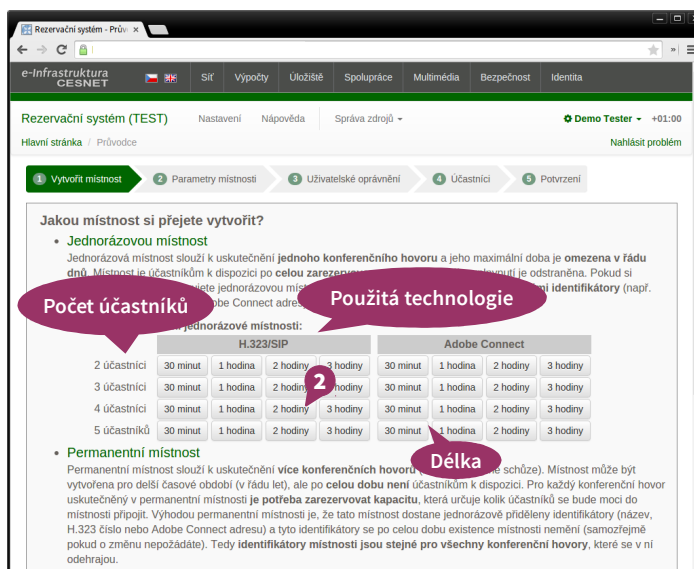 Rezervační systém - Průvo ×
e-Infrastruktura
CESNET
Síť Výpočty Úložiště Spolupráce Multimédia Bezpečnost Identita
Rezervační systém (TEST) Nastavení Nápověda Správa zdrojů Demo Tester +01:00
Hlavní stránka / Průvodce Nahlásit problém
1 Vytvořit místnost 2 Parametry místnosti 3 Uživatelské oprávnění 4 Účastníci 5 Potvrzení
Jakou místnost si přejete vytvořit?
• Jednorázovou místnost
Jednorázová místnost slouží k uskutečnění jednoho konferenčního hovoru a jeho maximální doba je omezena v řádu
dnů. Místnost je účastníkům k dispozici po celou
je odstraněna. Pokud si
jednorázovou
identifikátory (např.
Connect
Počet účastníků
Použitá technologie
jednorázové místnosti:
H.323/SIP Adobe Connect
2 účastníci 30 minut 1 hodina 2 hodiny 3 hodiny 30 minut 1 hodina 2 hodiny 3 hodiny
3 účastníci 30 minut 1 hodina 2 hodiny hodiny 30 minut 1 hodina 2 hodiny 3 hodiny
2
4 účastníci 30 minut 1 hodina 2 hodiny 3 hodiny 30 minut 1 hodina 2 hodiny 3 hodiny
5 účastníků 30 minut 1 hodina 2 hodiny 3 hodiny 30 minut 1 hodina 2 hodiny 3 hodiny
Délka
• Permanentní místnost
Permanentní místnost slouží k uskutečnění více konferenčních hovorů schůze). Místnost může být
vytvořena pro delší časové období (v řádu let), ale po celou dobu není účastníkům k dispozici. Pro každý konferenční hovor
uskutečněný v permanentní místnosti je potřeba zarezervovat kapacitu, která určuje kolik účastníků se bude moci do
místnosti připojit. Výhodou permanentní místnosti je, že tato místnost dostane jednorázově přiděleny identifikátory (název,
H.323 číslo nebo Adobe Connect adresu) a tyto identifikátory se po celou dobu existence místnosti nemění (samozřejmě
pokud o změnu nepožádáte). Tedy identifikátory místnosti jsou stejné pro všechny konferenční hovory, které se v ní
odehrajou.